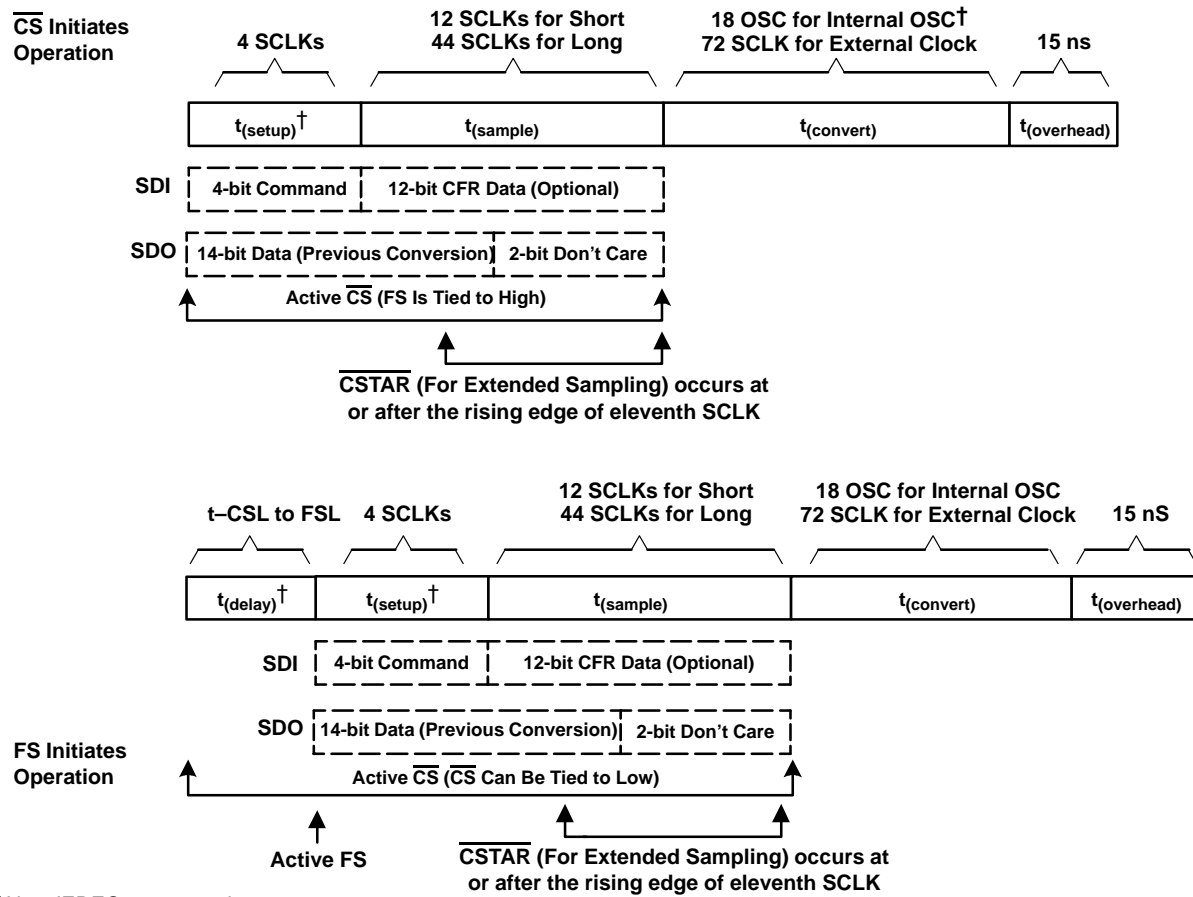 CS Initiates
Operation
4 SCLKs
12 SCLKs for Short
44 SCLKs for Long
18 OSC for Internal OSC†
72 SCLK for External Clock
15 ns
t(setup)†
t(sample)
t(convert)
t(overhead)
SDI
4-bit Command
12-bit CFR Data (Optional)
SDO
14-bit Data (Previous Conversion)
2-bit Don't Care
Active CS (FS Is Tied to High)
CSTAR (For Extended Sampling) occurs at
or after the rising edge of eleventh SCLK
t–CSL to FSL
4 SCLKs
12 SCLKs for Short
44 SCLKs for Long
18 OSC for Internal OSC
72 SCLK for External Clock
15 nS
t(delay)†
t(setup)†
t(sample)
t(convert)
t(overhead)
SDI
4-bit Command
12-bit CFR Data (Optional)
SDO
14-bit Data (Previous Conversion)
2-bit Don't Care
FS Initiates
Operation
Active CS (CS Can Be Tied to Low)
Active FS
CSTAR (For Extended Sampling) occurs at
or after the rising edge of eleventh SCLK